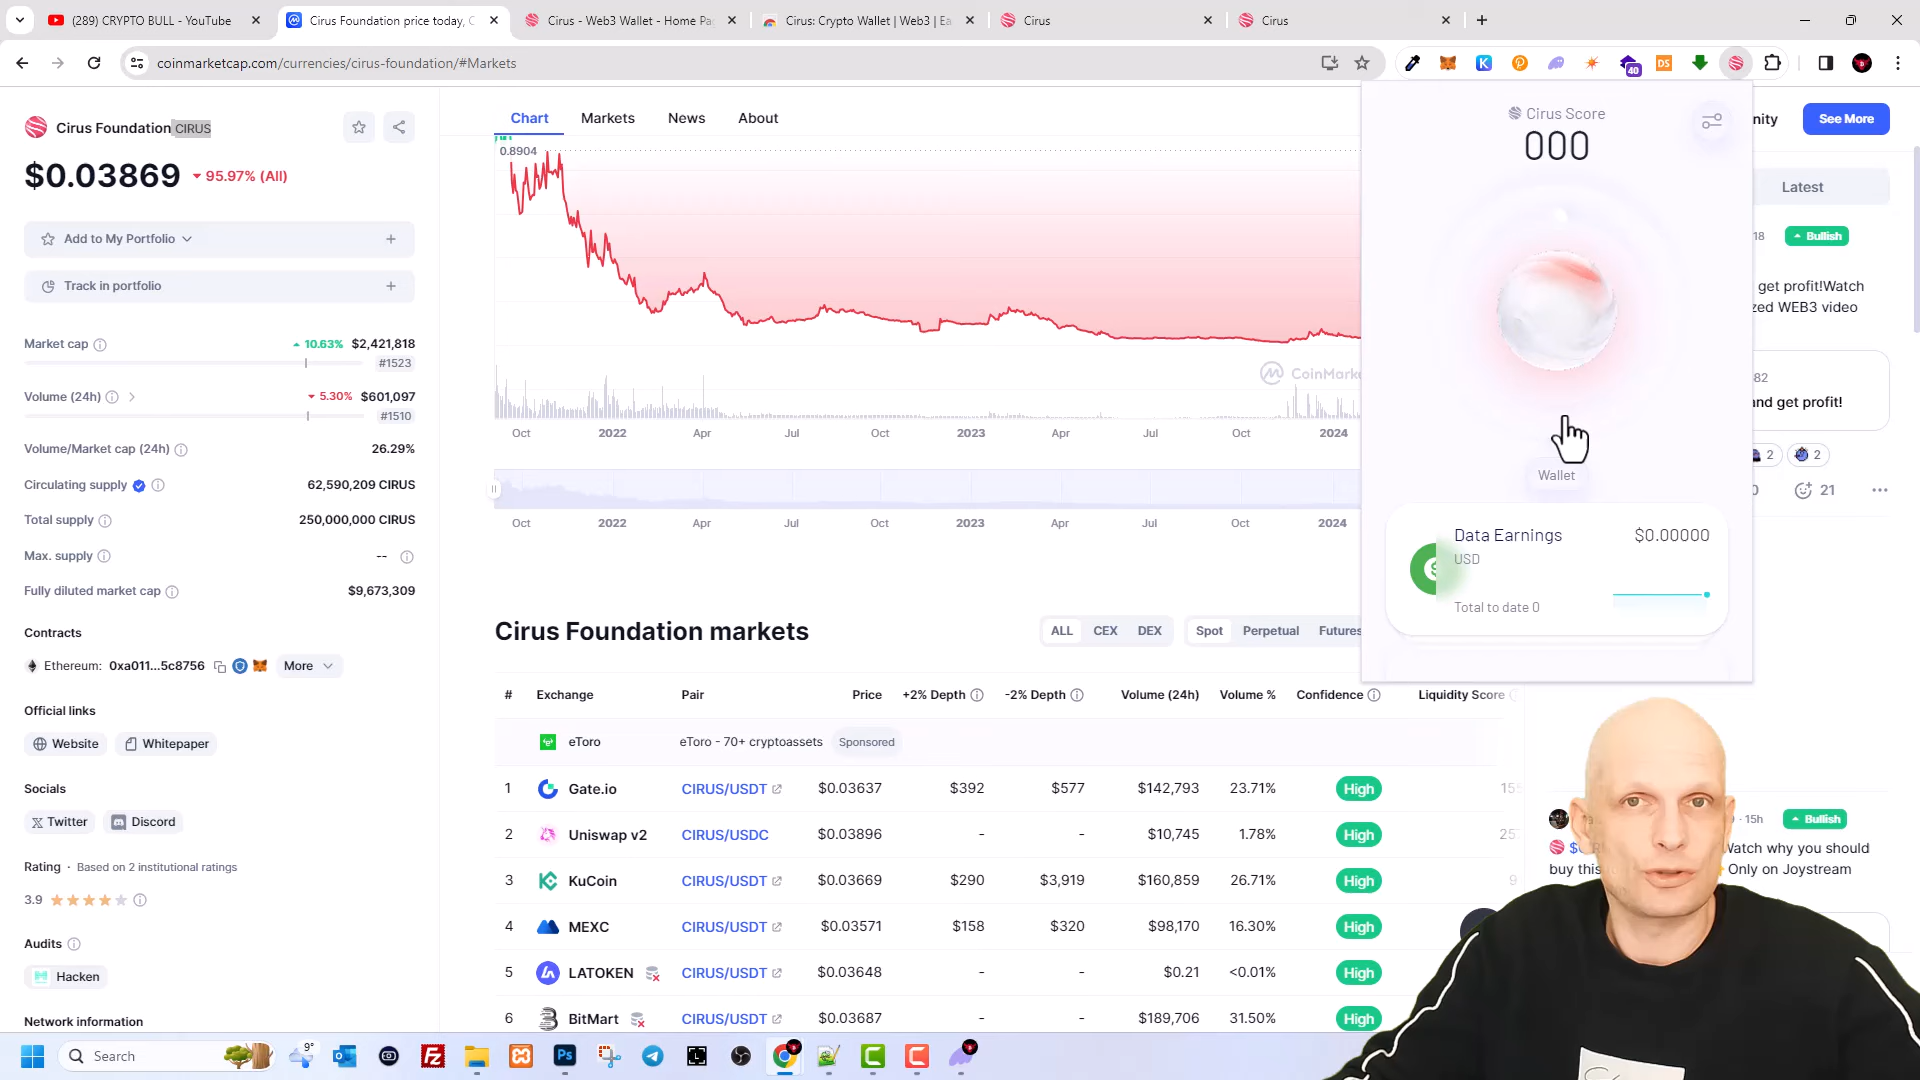 (289) CRYPTO BULL - YouTube
Cirus Foundation price today, C
Cirus - Web3 Wallet - Home Pa
Cirus: Crypto Wallet | Web3 | Ea
Cirus
Cirus
coinmarketcap.com/currencies/cirus-foundation/#Markets
40
DS
Cirus Foundation CIRUS
$0.03869
95.97% (All)
Add to My Portfolio
Track in portfolio
Market cap
10.63% $2,421,818
#1523
Volume (24h)
5.30% $601,097
#1510
Volume/Market cap (24h)
26.29%
Circulating supply
62,590,209 CIRUS
Total supply
250,000,000 CIRUS
Max. supply
--
Fully diluted market cap
$9,673,309
Contracts
Ethereum: 0xa011...5c8756
More
Official links
Website
Whitepaper
Socials
Twitter
Discord
Rating · Based on 2 institutional ratings
3.9
Audits
Hacken
Network information
Chart
Markets
News
About
0.8904
CoinMark
Oct 2022 Apr Jul Oct 2023 Apr Jul Oct 2024
Oct 2022 Apr Jul Oct 2023 Apr Jul Oct 2024
Cirus Foundation markets
ALL CEX DEX
Spot Perpetual Futures
# Exchange Pair Price +2% Depth -2% Depth Volume (24h) Volume % Confidence Liquidity Score
eToro eToro - 70+ cryptoassets Sponsored
1 Gate.io CIRUS/USDT $0.03637 $392 $577 $142,793 23.71% High
2 Uniswap v2 CIRUS/USDC $0.03896 - - $10,745 1.78% High
3 KuCoin CIRUS/USDT $0.03669 $290 $3,919 $160,859 26.71% High
4 MEXC CIRUS/USDT $0.03571 $158 $320 $98,170 16.30% High
5 LATOKEN CIRUS/USDT $0.03648 - - $0.21 <0.01% High
6 BitMart CIRUS/USDT $0.03687 - - $189,706 31.50% High
Cirus Score
000
Wallet
Data Earnings
$0.00000
USD
Total to date 0
nity
See More
Latest
18
Bullish
get profit!Watch
zed WEB3 video
82
and get profit!
2
2
21
· 15h
Bullish
Watch why you should
buy this
Only on Joystream
Search
9°